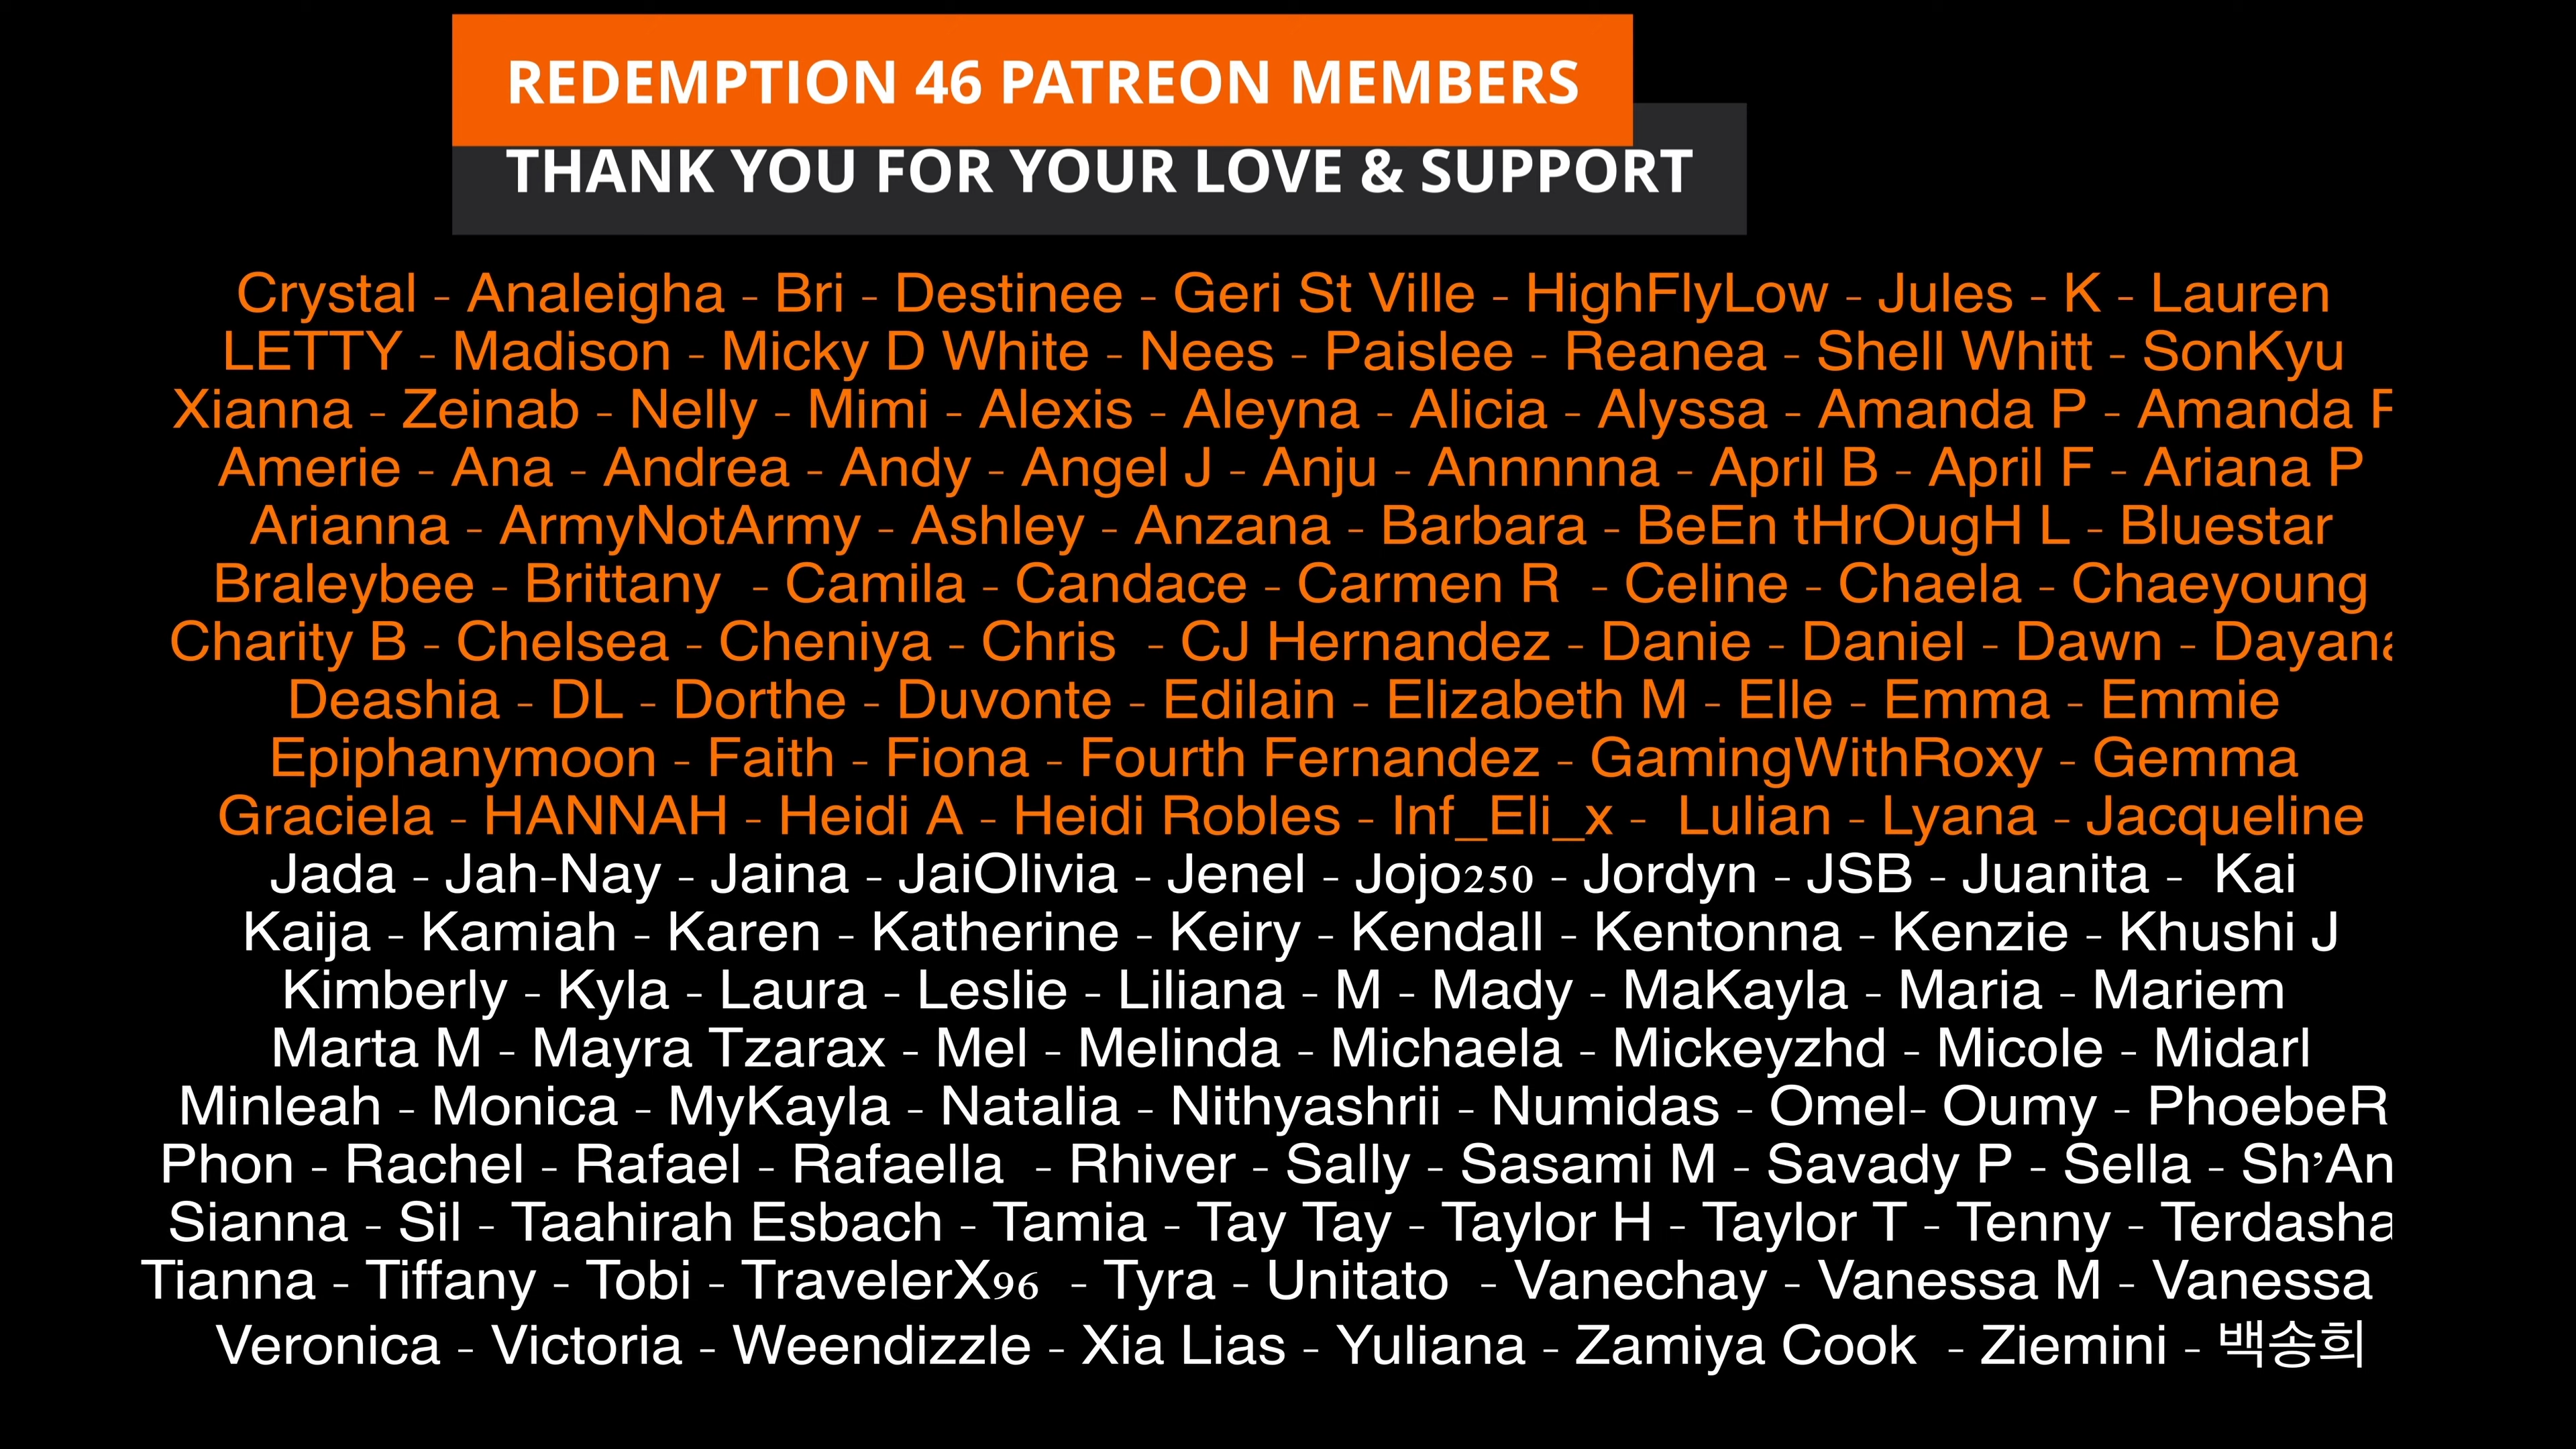 REDEMPTION 46 PATREON MEMBERS
THANK YOU FOR YOUR LOVE & SUPPORT
Crystal - Analeigha - Bri - Destinee - Geri St Ville - HighFlyLow - Jules - K - Lauren
LETTY - Madison - Micky D White - Nees - Paislee - Reanea - Shell Whitt - SonKyu
Xianna - Zeinab - Nelly - Mimi - Alexis - Aleyna - Alicia - Alyssa - Amanda P - Amanda
Amerie - Ana - Andrea - Andy - Angel J - Anju - Annnnna - April B - April F - Ariana P
Arianna - ArmyNotArmy - Ashley - Anzana - Barbara - BeEn tHrOugH L - Bluestar
Braleybee - Brittany  - Camila - Candace - Carmen R  - Celine - Chaela - Chaeyoung
Charity B - Chelsea - Cheniya - Chris  - CJ Hernandez - Danie - Daniel - Dawn - Dayana
Deashia - DL - Dorthe - Duvonte - Edilain - Elizabeth M - Elle - Emma - Emmie
Epiphanymoon - Faith - Fiona - Fourth Fernandez - GamingWithRoxy - Gemma
Graciela - HANNAH - Heidi A - Heidi Robles - Inf_Eli_x -  Lulian - Lyana - Jacqueline
Jada - Jah-Nay - Jaina - JaiOlivia - Jenel - Jojo250 - Jordyn - JSB - Juanita -  Kai
Kaija - Kamiah - Karen - Katherine - Keiry - Kendall - Kentonna - Kenzie - Khushi J
Kimberly - Kyla - Laura - Leslie - Liliana - M - Mady - MaKayla - Maria - Mariem
Marta M - Mayra Tzarax - Mel - Melinda - Michaela - Mickeyzhd - Micole - Midarl
Minleah - Monica - MyKayla - Natalia - Nithyashrii - Numidas - Omel- Oumy - PhoebeR
Phon - Rachel - Rafael - Rafaella  - Rhiver - Sally - Sasami M - Savady P - Sella - Sh’An
Sianna - Sil - Taahirah Esbach - Tamia - Tay Tay - Taylor H - Taylor T - Tenny - Terdasha
Tianna - Tiffany - Tobi - TravelerX96  - Tyra - Unitato  - Vanechay - Vanessa M - Vanessa
Veronica - Victoria - Weendizzle - Xia Lias - Yuliana - Zamiya Cook  - Ziemini - 백송희